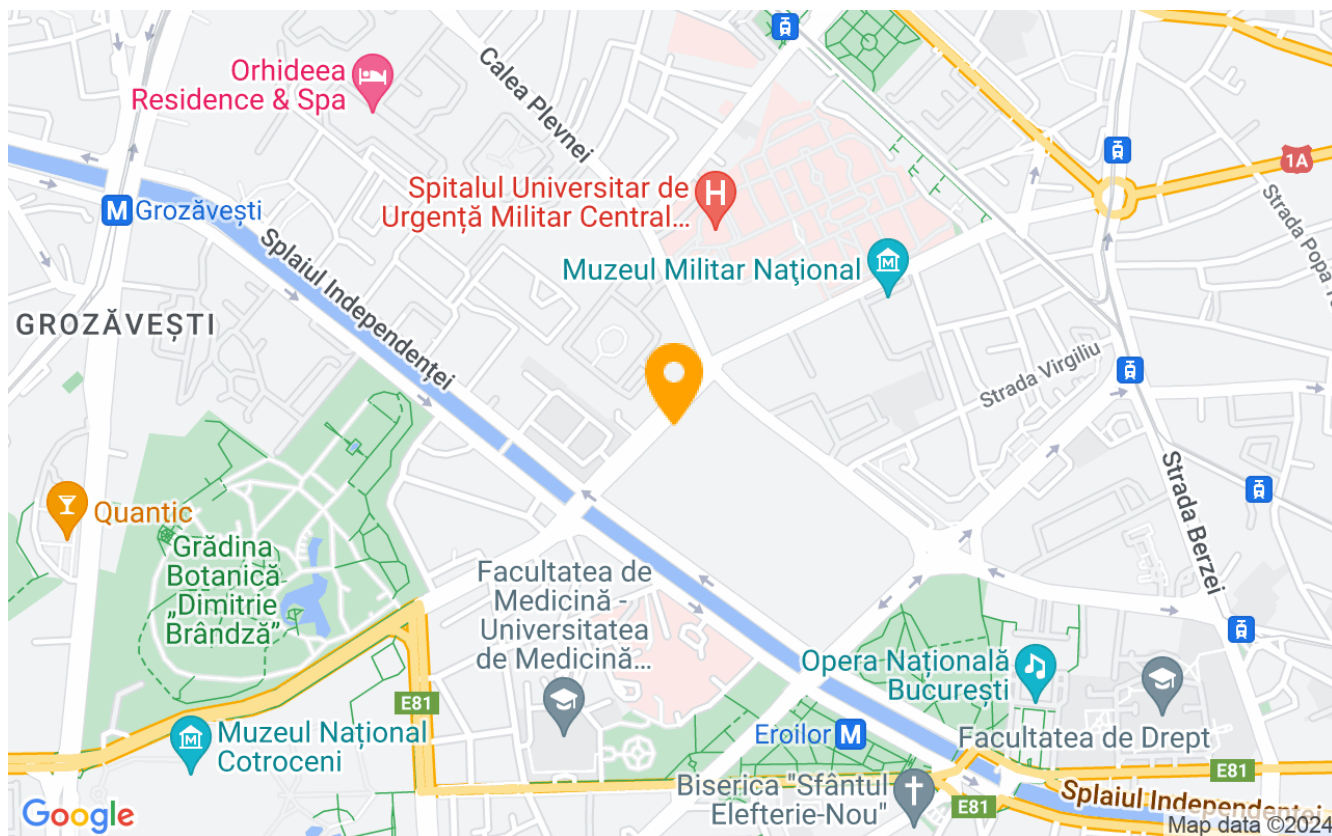 Calea Plevnei
Orhideea
Residence & Spa
1A
Spitalul Universitar de
Urgență Militar Central...
M
Grozăvești
H
Splaiul Independenței
Muzeul Militar Naţional
M
GROZĂVEȘTI
Strada Virgiliu
Quantic
Strada Berzei
Grădina
Botanică
„Dimitrie
Brândză”
Facultatea de
Medicină -
Universitatea
de Medicină...
Opera Națională
București
E81
Muzeul Național
Cotroceni
M
Eroilor
M
Facultatea de Drept
E81
Biserica "Sfântul
Elefterie-Nou"
E81
Splaiul Independenței
Google
Map data ©2024